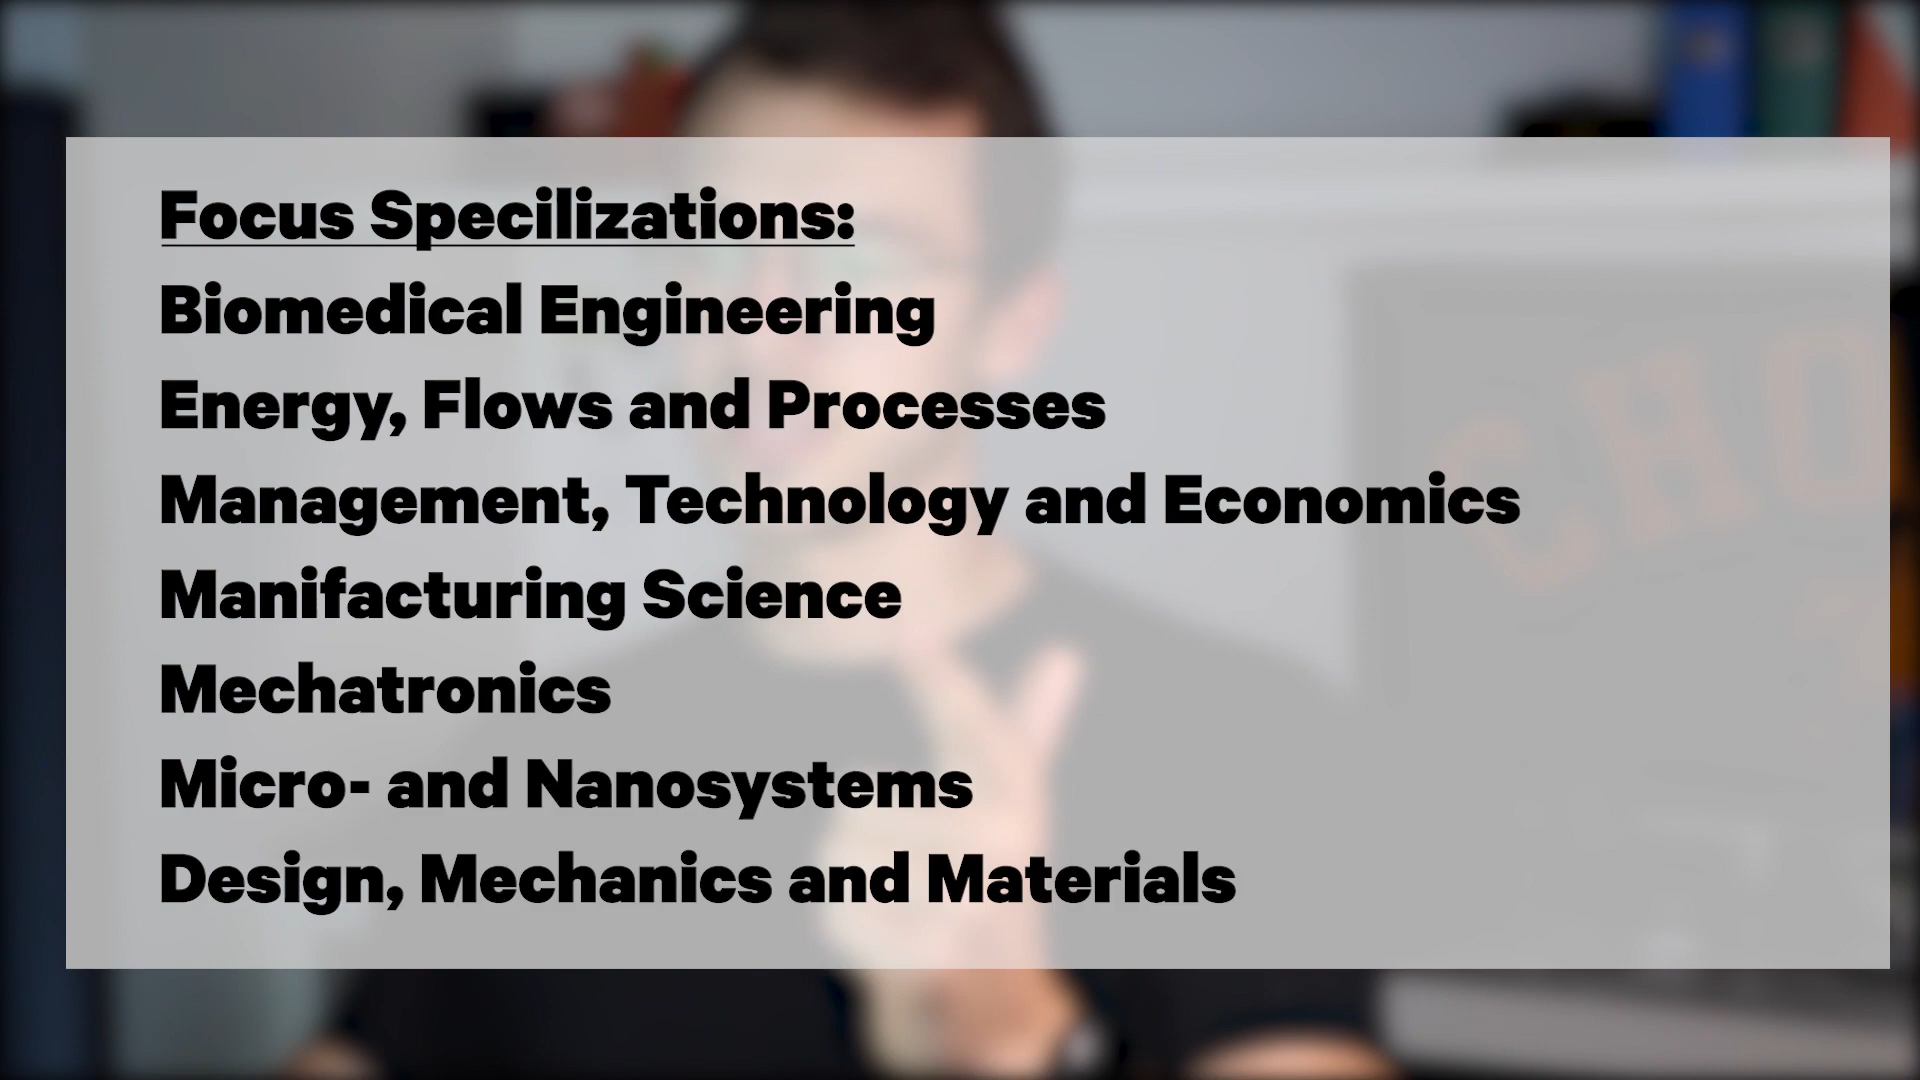 Focus Specilizations:
Biomedical Engineering
Energy, Flows and Processes
Management, Technology and Economics
Manifacturing Science
Mechatronics
Micro- and Nanosystems
Design, Mechanics and Materials